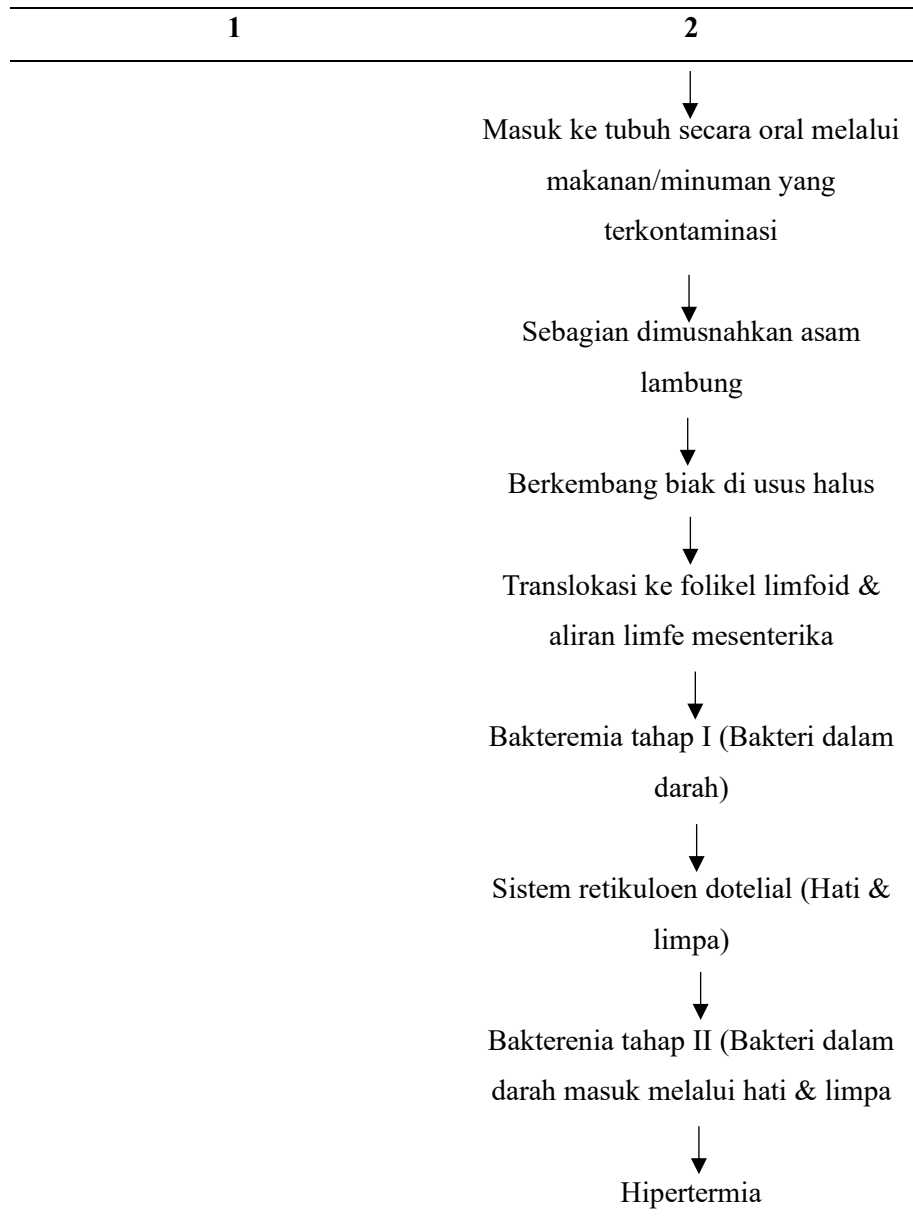 1 2
Masuk ke tubuh secara oral melalui
makanan/minuman yang
terkontaminasi
Sebagian dimusnahkan asam
lambung
Berkembang biak di usus halus
Translokasi ke folikel limfoid &
aliran limfe mesenterika
Bakteremia tahap I (Bakteri dalam
darah)
Sistem retikuloen dotelial (Hati &
limpa)
Bakterenia tahap II (Bakteri dalam
darah masuk melalui hati & limpa
Hipertermia